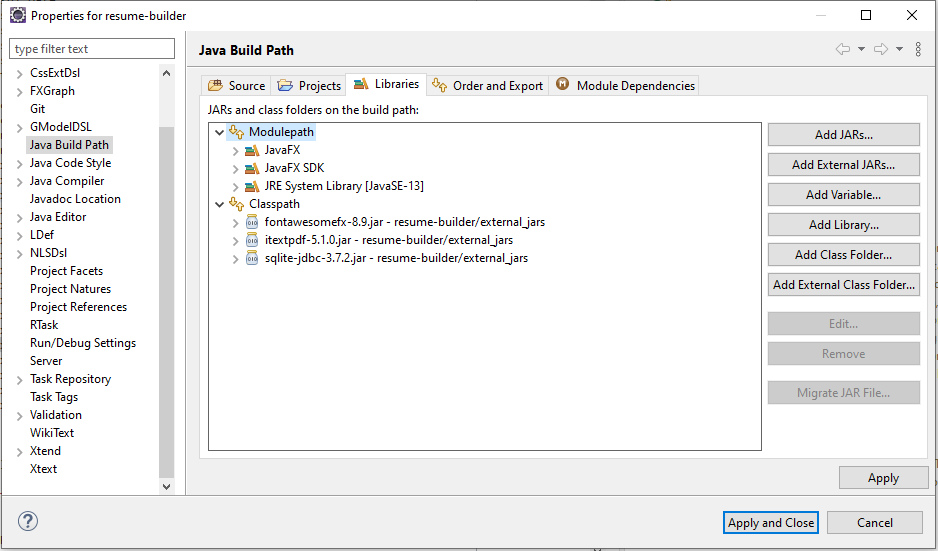 Properties for resume-builder
type filter text
CssExtDsl
FXGraph
Git
GModelDSL
Java Build Path
Java Code Style
Java Compiler
Javadoc Location
Java Editor
LDef
NLSDsl
Project Facets
Project Natures
Project References
RTask
Run/Debug Settings
Server
Task Repository
Task Tags
Validation
WikiText
Xtend
Xtext
Java Build Path
Source
Projects
Libraries
Order and Export
M Module Dependencies
JARs and class folders on the build path:
Modulepath
JavaFX
JavaFX SDK
JRE System Library [JavaSE-13]
Classpath
fontawesomefx-8.9.jar - resume-builder/external_jars
itextpdf-5.1.0.jar - resume-builder/external_jars
sqlite-jdbc-3.7.2.jar - resume-builder/external_jars
Add JARs...
Add External JARs...
Add Variable...
Add Library...
Add Class Folder...
Add External Class Folder...
Edit...
Remove
Migrate JAR File...
Apply
?
Apply and Close
Cancel